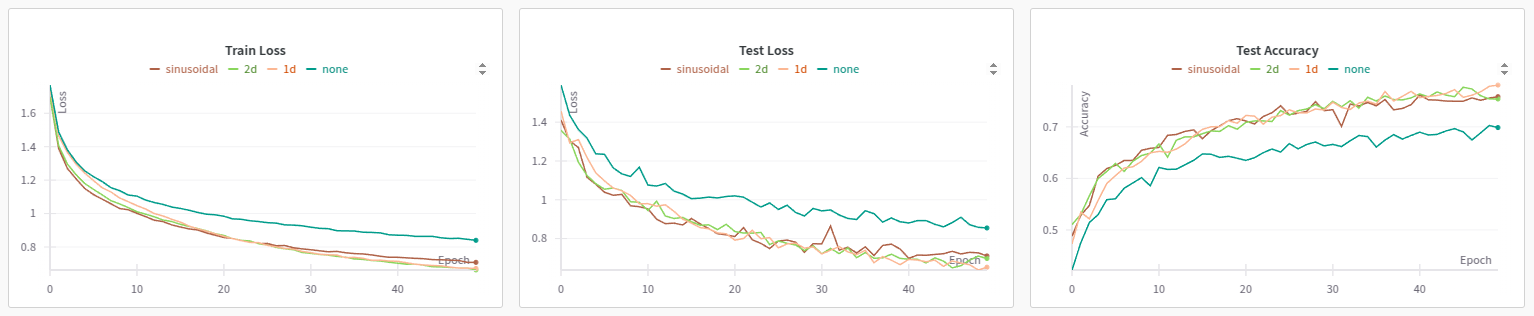 Train Loss
sinusoidal 2d 1d none
Loss
1.6
1.4
1.2
1
0.8
Epoch
0 10 20 30 40
Test Loss
sinusoidal 2d 1d none
Loss
1.4
1.2
1
0.8
Epoch
0 10 20 30 40
Test Accuracy
sinusoidal 2d 1d none
Accuracy
0.7
0.6
0.5
Epoch
0 10 20 30 40